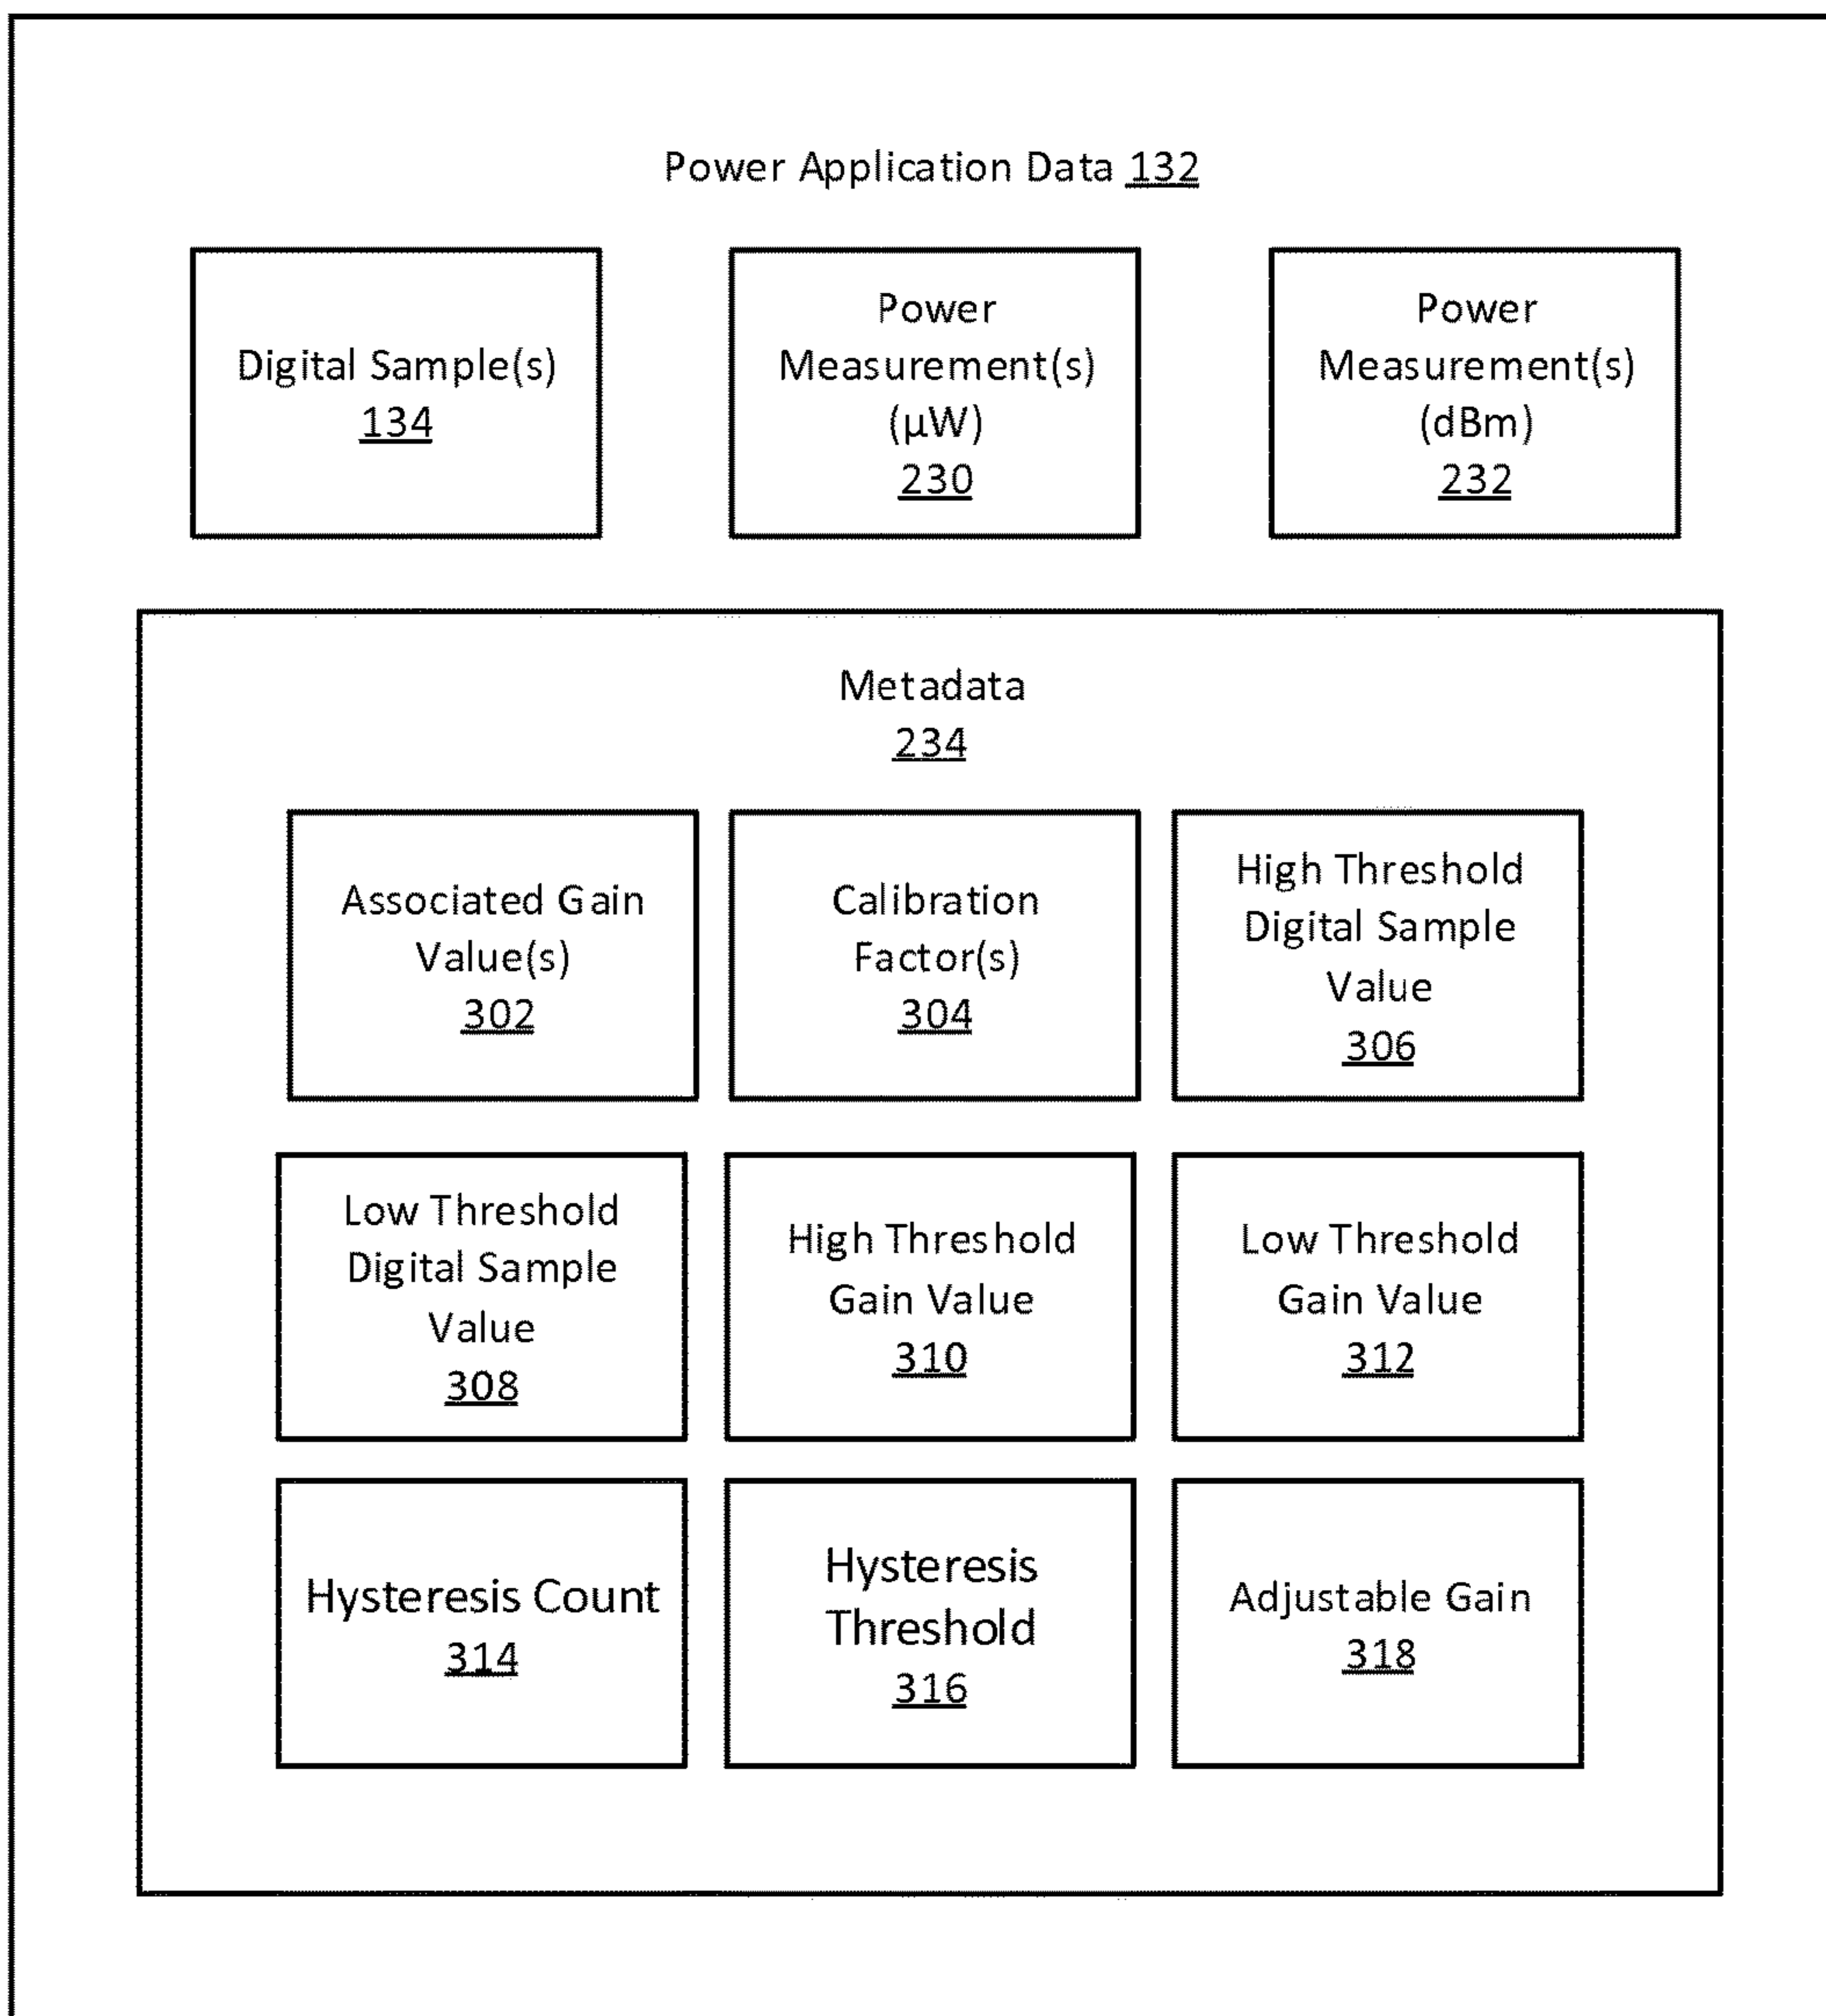 Power Application Data 132
Digital Sample(s)
134
Power
Measurement(s)
(µW)
230
Power
Measurement(s)
(dBm)
232
Metadata
234
Associated Gain
Value(s)
302
Calibration
Factor(s)
304
High Threshold
Digital Sample
Value
306
Low Threshold
Digital Sample
Value
308
High Threshold
Gain Value
310
Low Threshold
Gain Value
312
Hysteresis Count
314
Hysteresis
Threshold
316
Adjustable Gain
318